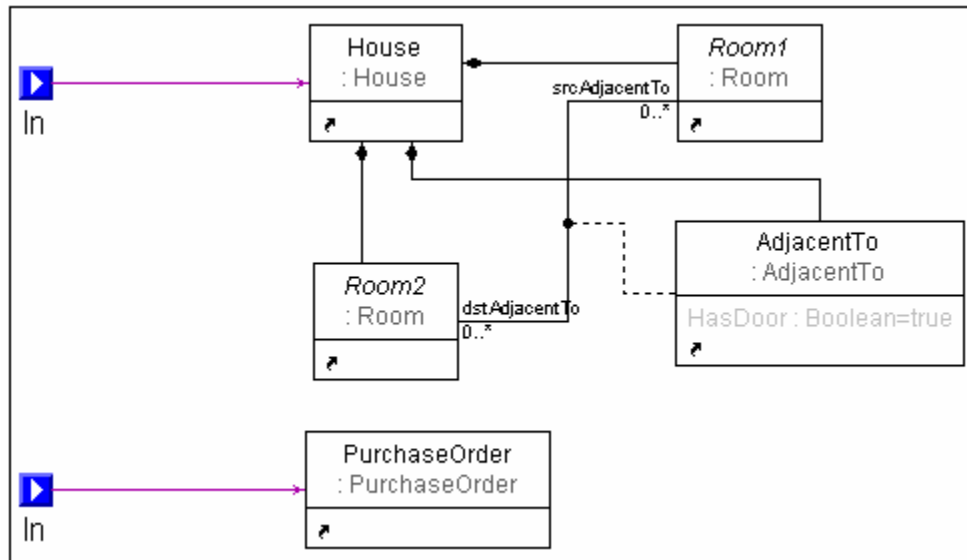 House
: House
Room1
: Room
srcAdjacentTo
0..*
In
AdjacentTo
: AdjacentTo
HasDoor : Boolean=true
Room2
: Room
dstAdjacentTo
0..*
PurchaseOrder
: PurchaseOrder
In